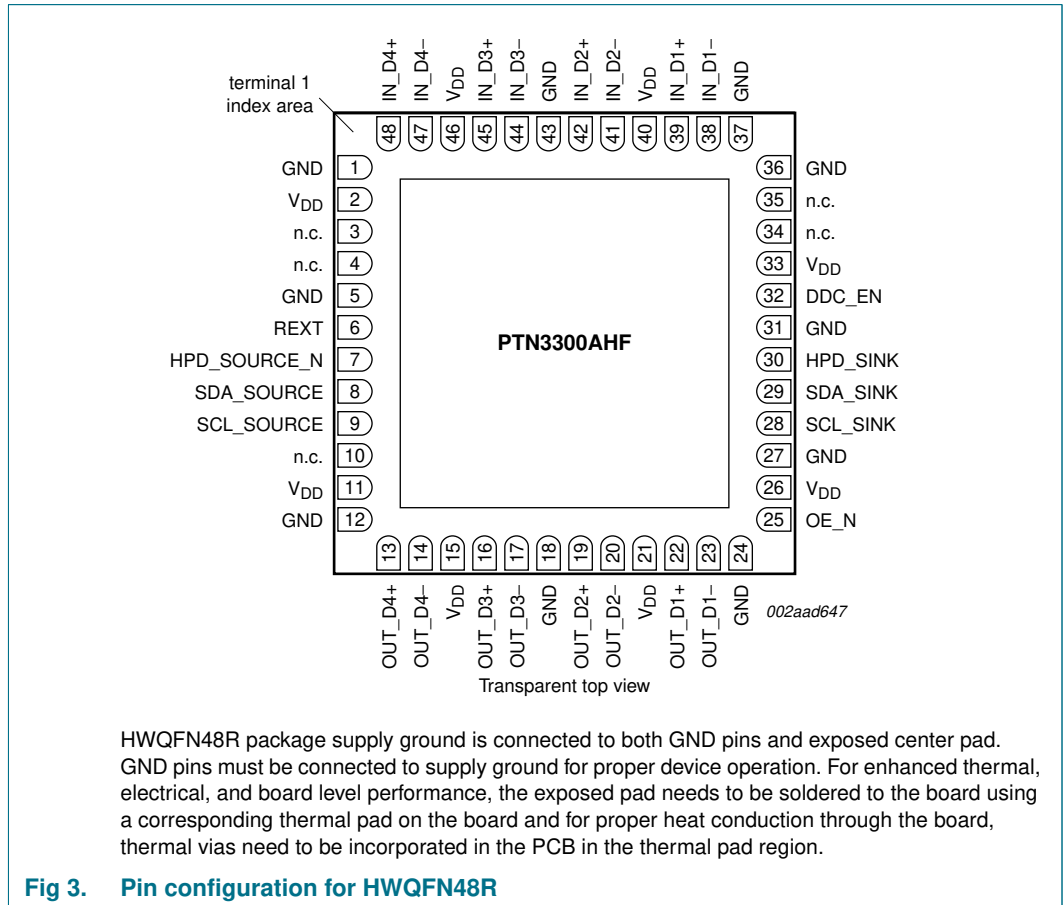 IN_D4+ IN_D4− VDD IN_D3+ IN_D3− GND IN_D2+ IN_D2− VDD IN_D1+ IN_D1− GND
terminal 1
index area
48 47 46 45 44 43 42 41 40 39 38 37
GND 1 36 GND
VDD 2 35 n.c.
n.c. 3 34 n.c.
n.c. 4 33 VDD
GND 5 32 DDC_EN
REXT 6 31 GND
PTN3300AHF
HPD_SOURCE_N 7 30 HPD_SINK
SDA_SOURCE 8 29 SDA_SINK
SCL_SOURCE 9 28 SCL_SINK
n.c. 10 27 GND
VDD 11 26 VDD
GND 12 25 OE_N
13 14 15 16 17 18 19 20 21 22 23 24
OUT_D4+ OUT_D4− VDD OUT_D3+ OUT_D3− GND OUT_D2+ OUT_D2− VDD OUT_D1+ OUT_D1− GND
002aad647
Transparent top view
HWQFN48R package supply ground is connected to both GND pins and exposed center pad.
GND pins must be connected to supply ground for proper device operation. For enhanced thermal,
electrical, and board level performance, the exposed pad needs to be soldered to the board using
a corresponding thermal pad on the board and for proper heat conduction through the board,
thermal vias need to be incorporated in the PCB in the thermal pad region.
Fig 3. Pin configuration for HWQFN48R